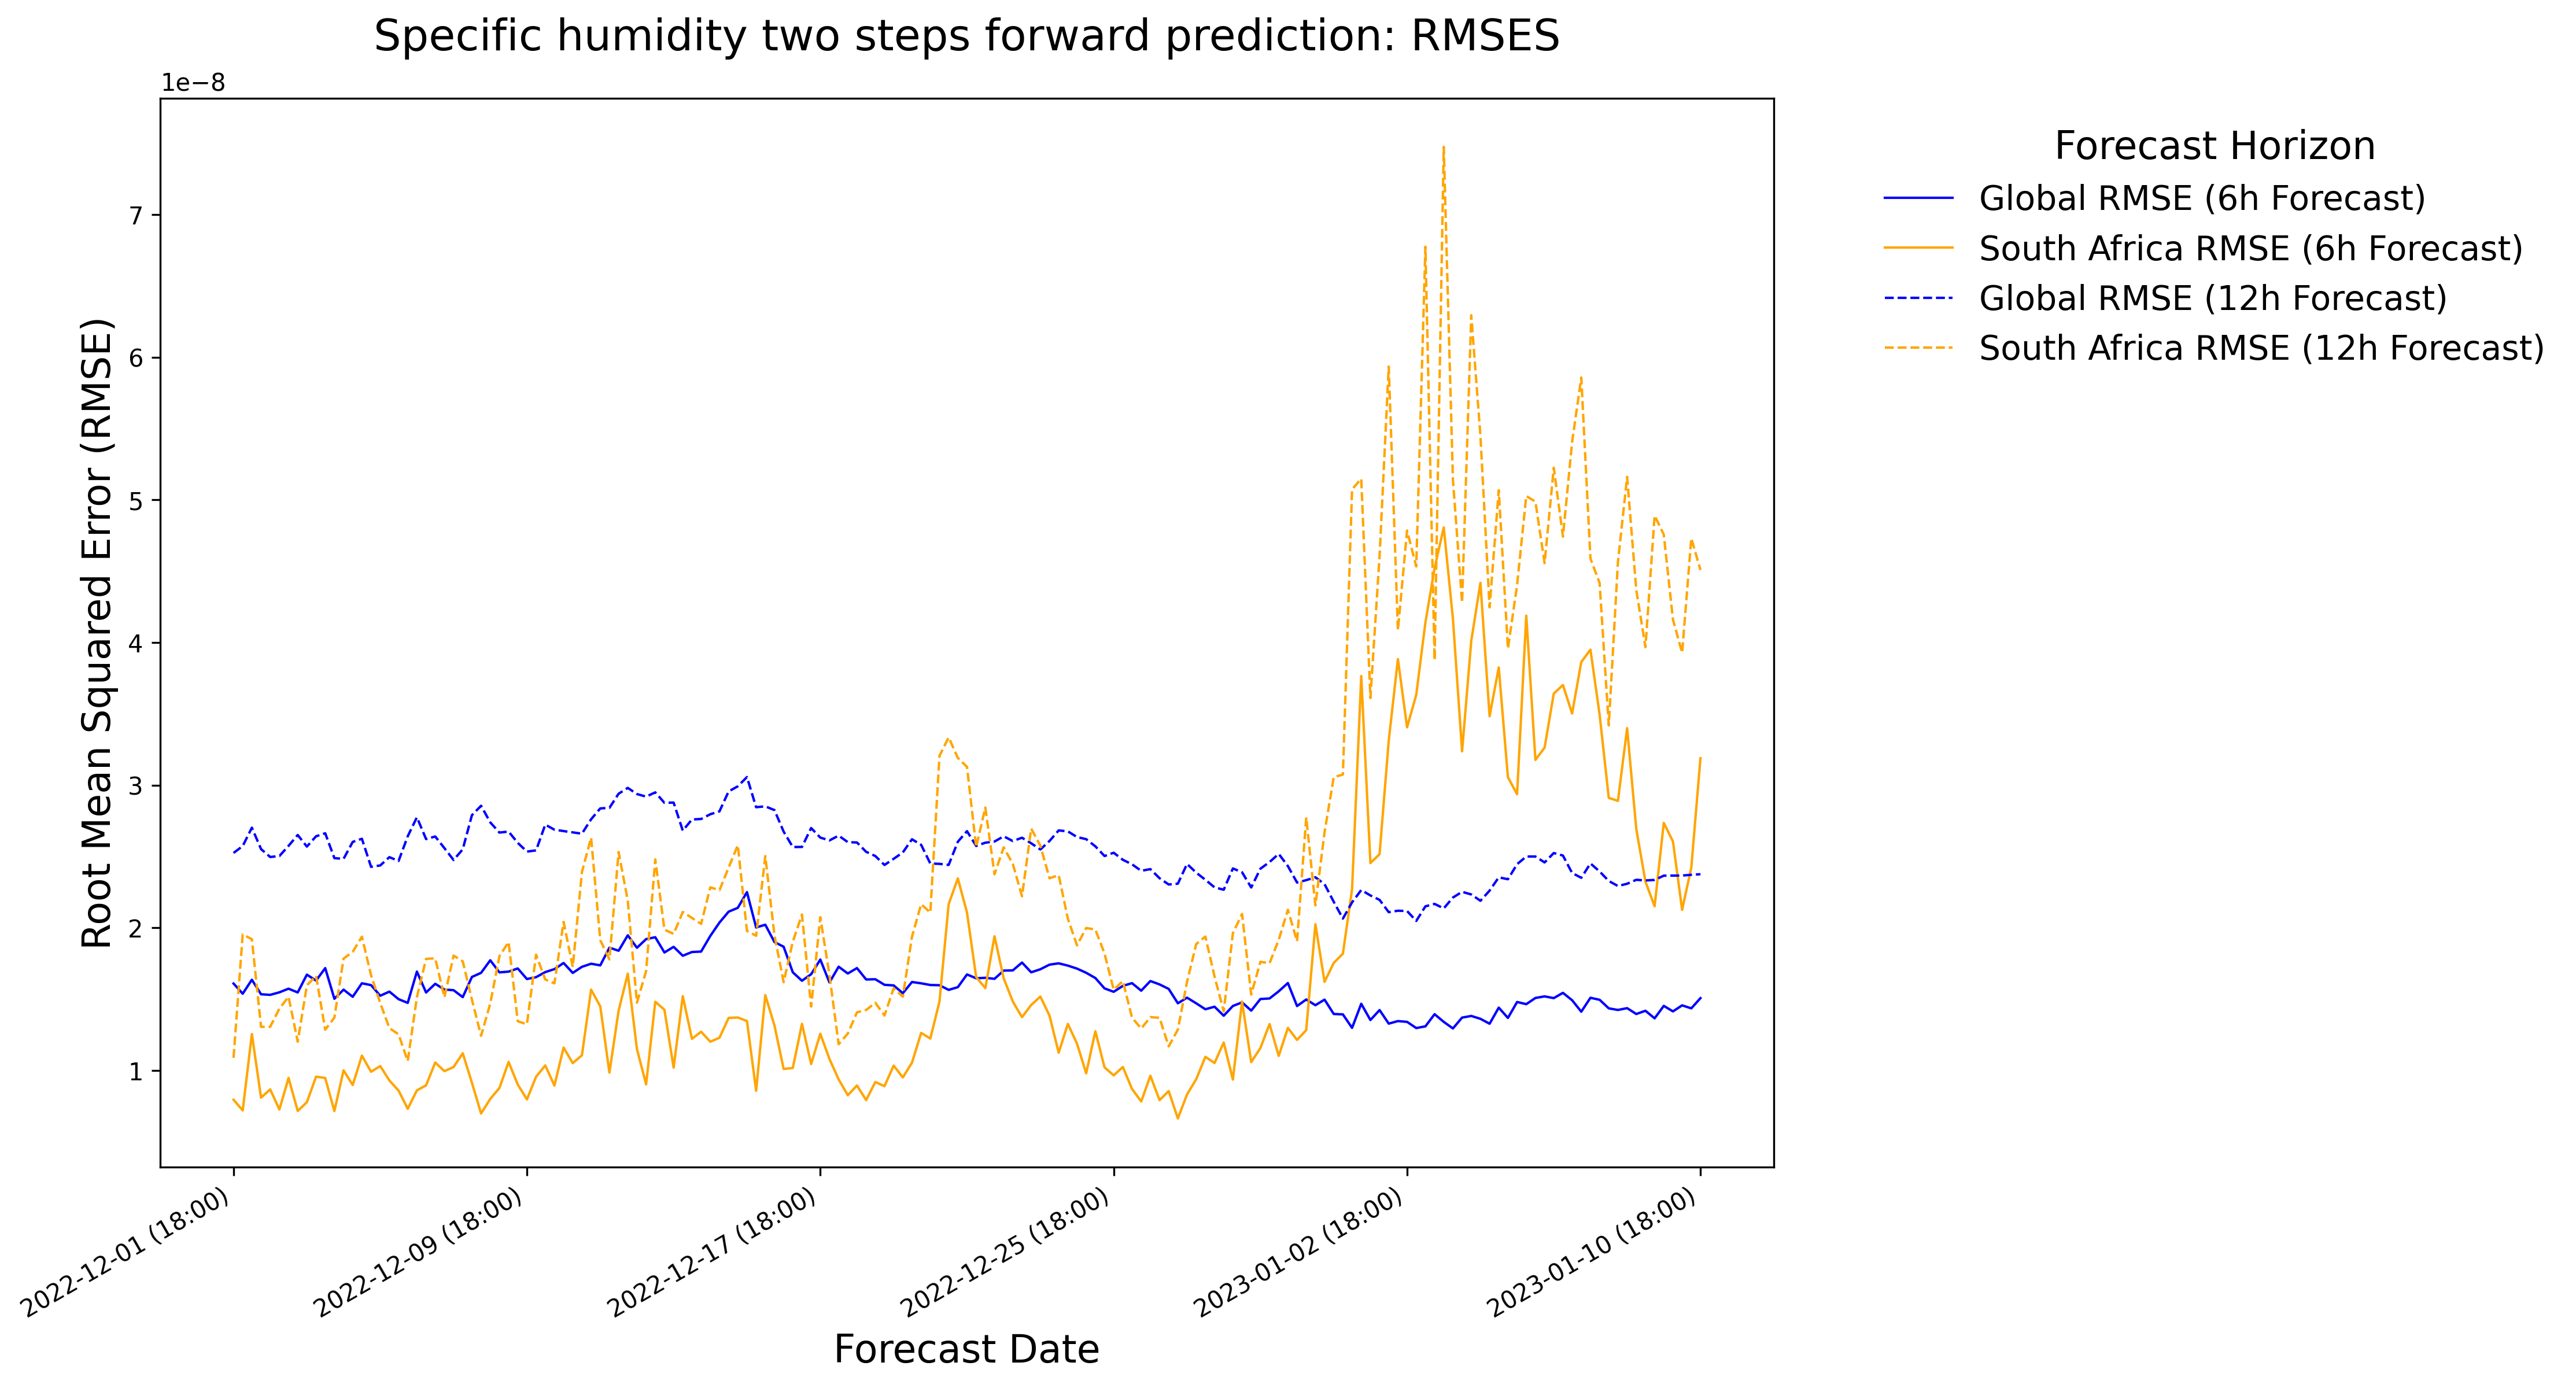 Specific humidity two steps forward prediction: RMSES
1e−8
7
6
5
4
3
2
1
Root Mean Squared Error (RMSE)
2022-12-01 (18:00)
2022-12-09 (18:00)
2022-12-17 (18:00)
2022-12-25 (18:00)
2023-01-02 (18:00)
2023-01-10 (18:00)
Forecast Date
Forecast Horizon
Global RMSE (6h Forecast)
South Africa RMSE (6h Forecast)
Global RMSE (12h Forecast)
South Africa RMSE (12h Forecast)